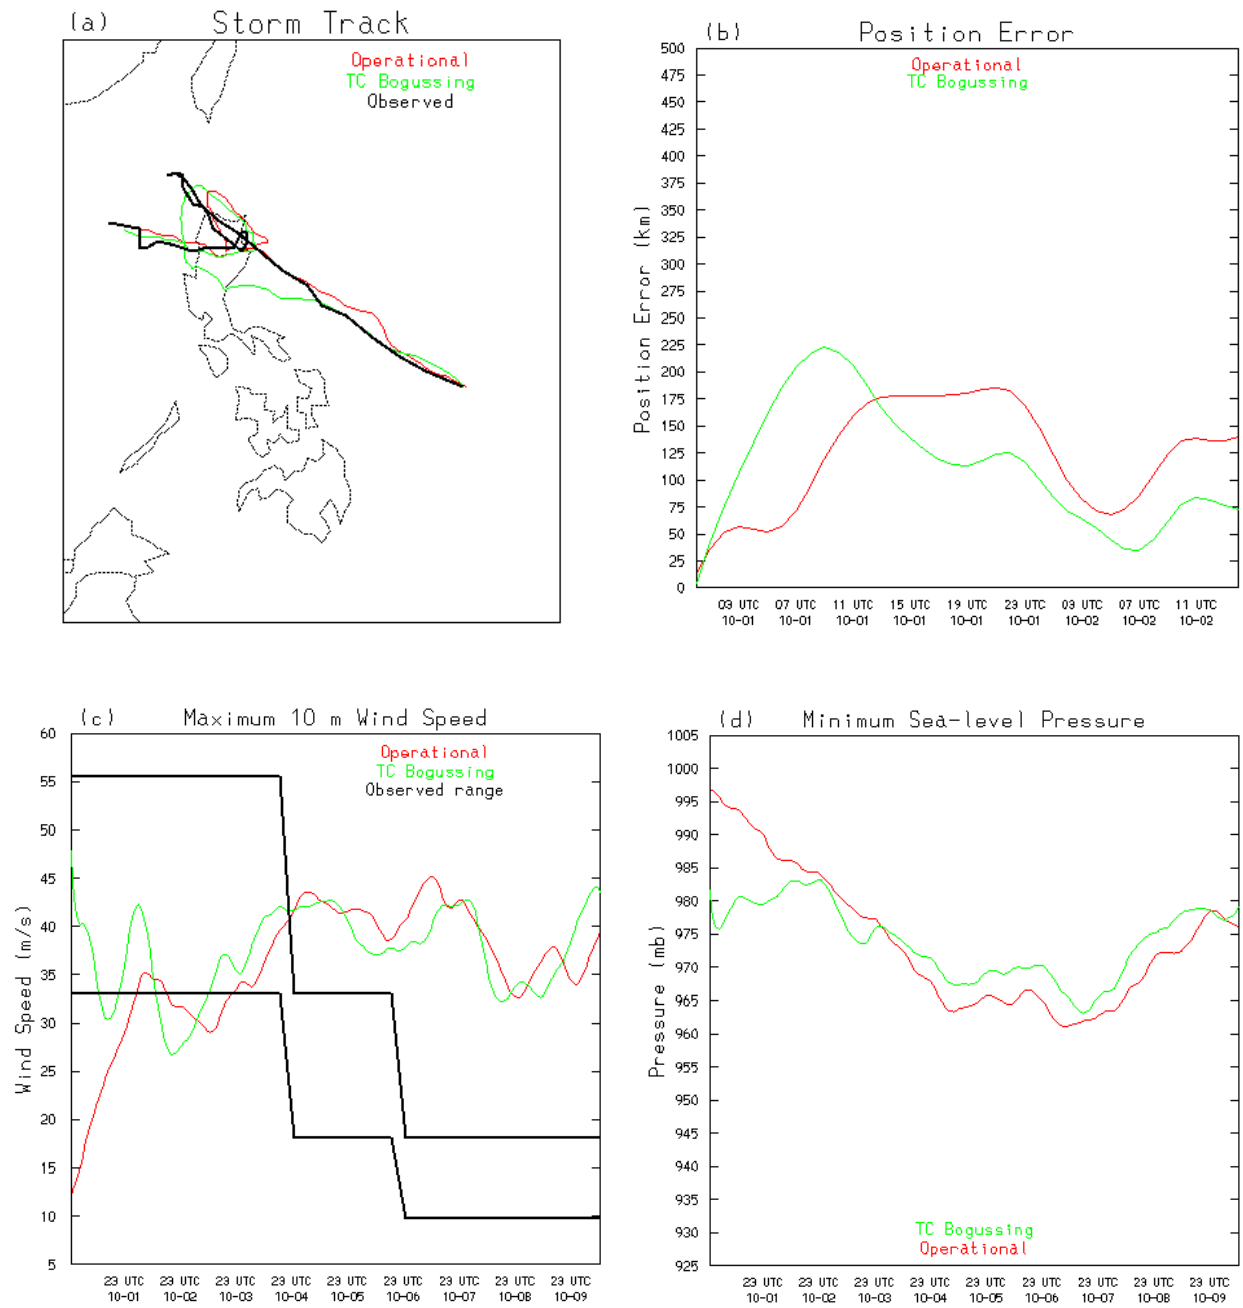 (a) Storm Track
Operational
TC Bogussing
Observed
(b) Position Error
Operational
TC Bogussing
500
475
450
425
400
375
350
325
300
275
250
225
200
175
150
125
100
75
50
25
0
Position Error (km)
03 UTC 07 UTC 11 UTC 15 UTC 19 UTC 23 UTC 03 UTC 07 UTC 11 UTC
10-01 10-01 10-01 10-01 10-01 10-01 10-02 10-02 10-02
(c) Maximum 10 m Wind Speed
Operational
TC Bogussing
Observed range
60
55
50
45
40
35
30
25
20
15
10
5
Wind Speed (m/s)
23 UTC 23 UTC 23 UTC 23 UTC 23 UTC 23 UTC 23 UTC 23 UTC 23 UTC
10-01 10-02 10-03 10-04 10-05 10-06 10-07 10-08 10-09
(d) Minimum Sea-level Pressure
1005
1000
995
990
985
980
975
970
965
960
955
950
945
940
935
930
925
Pressure (mb)
TC Bogussing
Operational
23 UTC 23 UTC 23 UTC 23 UTC 23 UTC 23 UTC 23 UTC 23 UTC 23 UTC
10-01 10-02 10-03 10-04 10-05 10-06 10-07 10-08 10-09